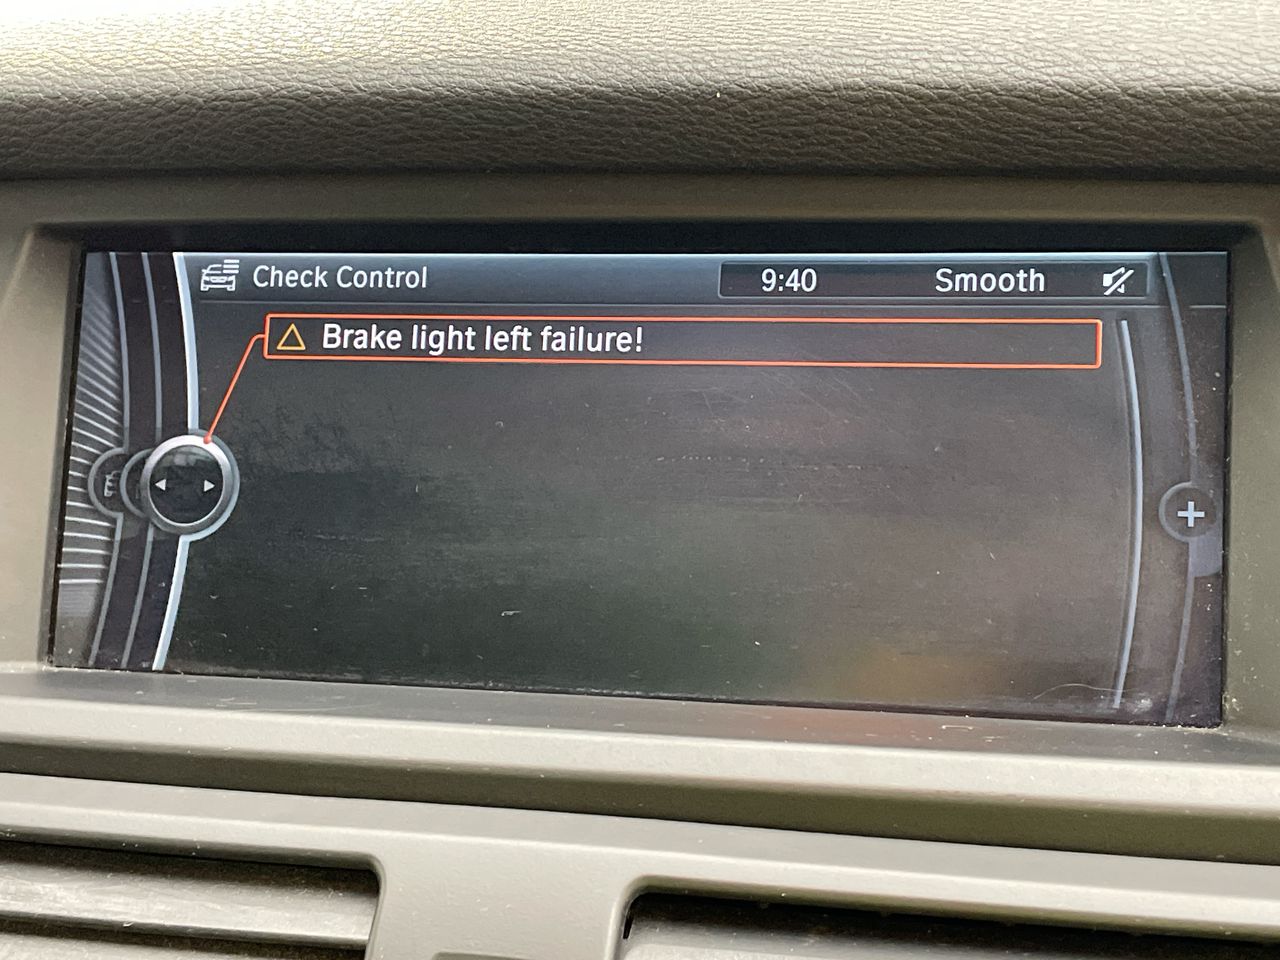 Check Control
9:40
Smooth
Brake light left failure!